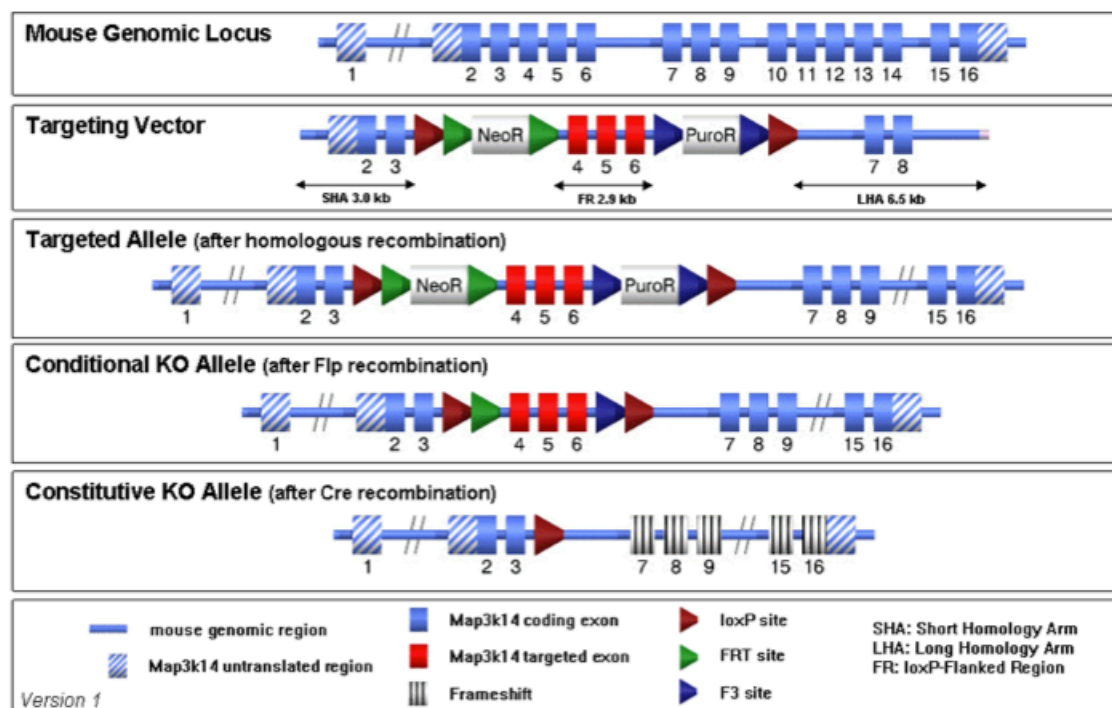 Mouse Genomic Locus
1 2 3 4 5 6 7 8 9 10 11 12 13 14 15 16
Targeting Vector
NeoR PuroR
2 3 4 5 6 7 8
SHA 3.0 kb FR 2.9 kb LHA 6.5 kb
Targeted Allele (after homologous recombination)
NeoR PuroR
1 2 3 4 5 6 7 8 9 15 16
Conditional KO Allele (after Flp recombination)
1 2 3 4 5 6 7 8 9 15 16
Constitutive KO Allele (after Cre recombination)
1 2 3 7 8 9 15 16
mouse genomic region
Map3k14 untranslated region
Map3k14 coding exon
Map3k14 targeted exon
Frameshift
loxP site
FRT site
F3 site
SHA: Short Homology Arm
LHA: Long Homology Arm
FR: loxP-Flanked Region
Version 1